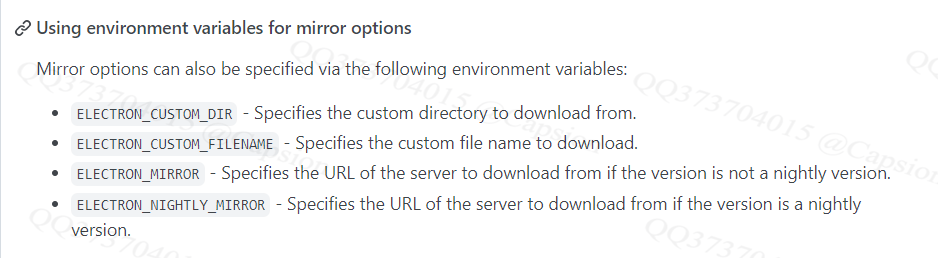 Using environment variables for mirror options
Mirror options can also be specified via the following environment variables:
• ELECTRON_CUSTOM_DIR - Specifies the custom directory to download from.
• ELECTRON_CUSTOM_FILENAME - Specifies the custom file name to download.
• ELECTRON_MIRROR - Specifies the URL of the server to download from if the version is not a nightly version.
• ELECTRON_NIGHTLY_MIRROR - Specifies the URL of the server to download from if the version is a nightly
version.
QQ373704015 @Capsion